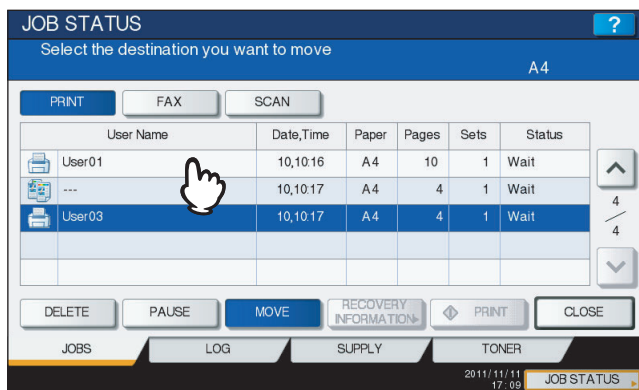 JOB STATUS ?
Select the destination you want to move
A4
PRINT FAX SCAN
User Name Date,Time Paper Pages Sets Status
User01 10,10:16 A4 10 1 Wait
--- 10,10:17 A4 4 1 Wait
User03 10,10:17 A4 4 1 Wait
4
4
DELETE PAUSE MOVE RECOVERY INFORMATION PRINT CLOSE
JOBS LOG SUPPLY TONER
2011/11/11
17:09 JOB STATUS